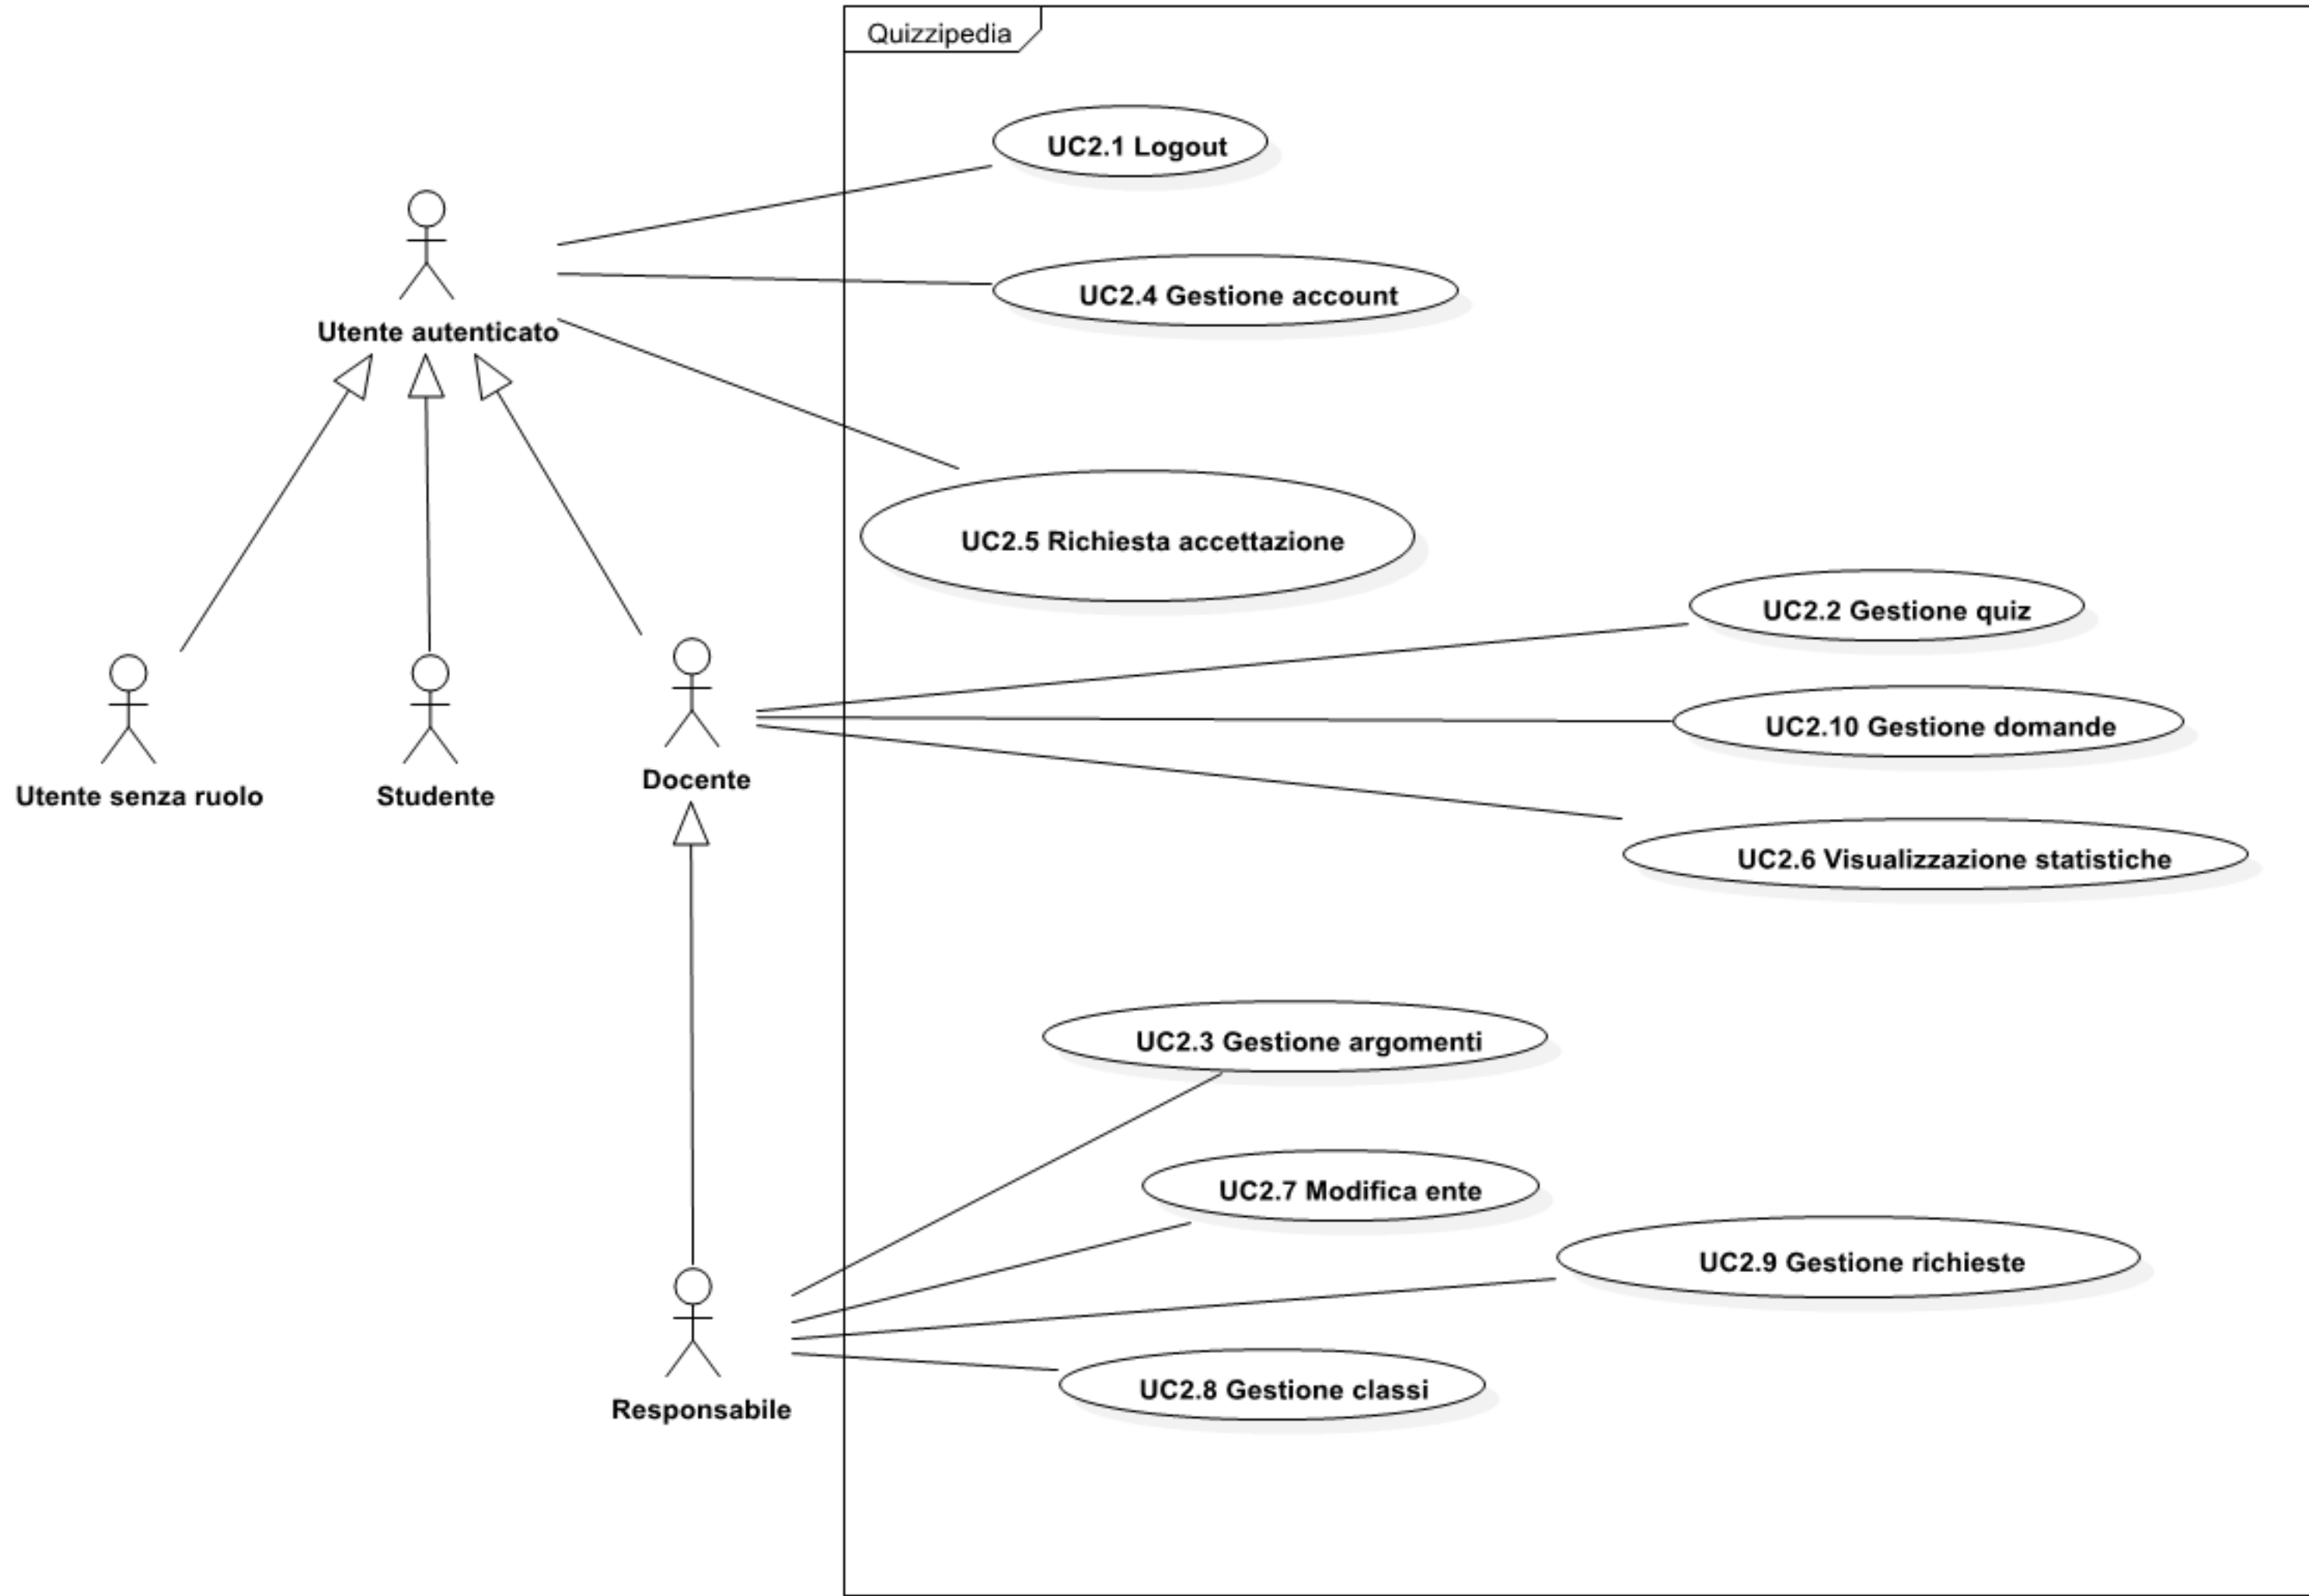 Quizzipedia
UC2.1 Logout
UC2.4 Gestione account
Utente autenticato
UC2.5 Richiesta accettazione
UC2.2 Gestione quiz
UC2.10 Gestione domande
Docente
Utente senza ruolo
Studente
UC2.6 Visualizzazione statistiche
UC2.3 Gestione argomenti
UC2.7 Modifica ente
UC2.9 Gestione richieste
UC2.8 Gestione classi
Responsabile